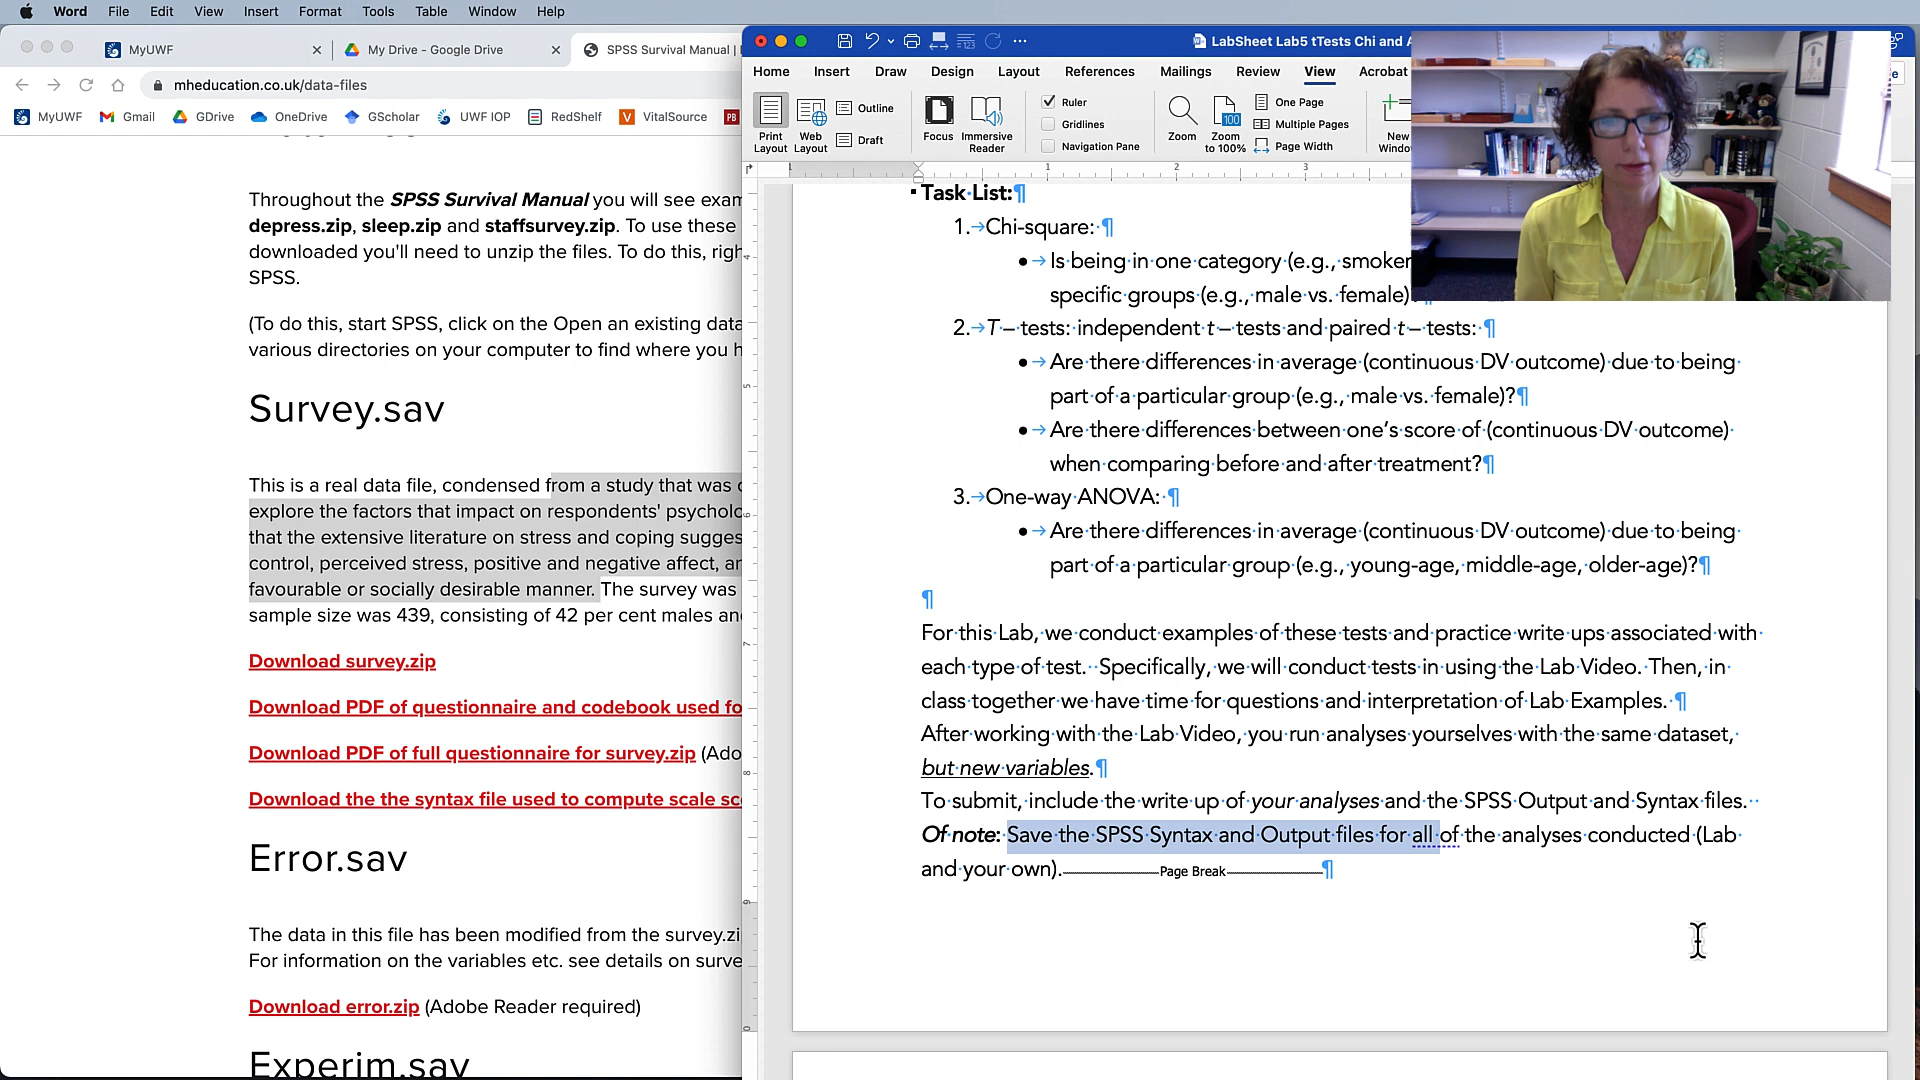 Word File Edit View Insert Format Tools Table Window Help
MyUWF
My Drive - Google Drive
SPSS Survival Manual |
mheducation.co.uk/data-files
MyUWF Gmail GDrive OneDrive GScholar UWF IOP RedShelf VitalSource PB
Throughout the SPSS Survival Manual you will see exam
depress.zip, sleep.zip and staffsurvey.zip. To use these
downloaded you'll need to unzip the files. To do this, righ
SPSS.
(To do this, start SPSS, click on the Open an existing data
various directories on your computer to find where you h
Survey.sav
This is a real data file, condensed from a study that was c
explore the factors that impact on respondents' psycholo
that the extensive literature on stress and coping sugges
control, perceived stress, positive and negative affect, an
favourable or socially desirable manner. The survey was
sample size was 439, consisting of 42 per cent males and
Download survey.zip
Download PDF of questionnaire and codebook used fo
Download PDF of full questionnaire for survey.zip (Ado
Download the the syntax file used to compute scale sc
Error.sav
The data in this file has been modified from the survey.zi
For information on the variables etc. see details on surve
Download error.zip (Adobe Reader required)
Experim.sav
LabSheet Lab5 tTests Chi and A
Home Insert Draw Design Layout References Mailings Review View Acrobat
Print Layout
Web Layout
Outline
Draft
Focus
Immersive Reader
Ruler
Gridlines
Navigation Pane
Zoom
Zoom to 100%
One Page
Multiple Pages
Page Width
New Window
Task List:
1. Chi-square:
• Is being in one category (e.g., smoker
specific groups (e.g., male vs. female)
2. T – tests: independent t – tests and paired t – tests:
• Are there differences in average (continuous DV outcome) due to being
part of a particular group (e.g., male vs. female)?
• Are there differences between one's score of (continuous DV outcome)
when comparing before and after treatment?
3. One-way ANOVA:
• Are there differences in average (continuous DV outcome) due to being
part of a particular group (e.g., young-age, middle-age, older-age)?
For this Lab, we conduct examples of these tests and practice write ups associated with
each type of test. Specifically, we will conduct tests in using the Lab Video. Then, in
class together we have time for questions and interpretation of Lab Examples.
After working with the Lab Video, you run analyses yourselves with the same dataset,
but new variables.
To submit, include the write up of your analyses and the SPSS Output and Syntax files.
Of note: Save the SPSS Syntax and Output files for all of the analyses conducted (Lab
and your own). Page Break